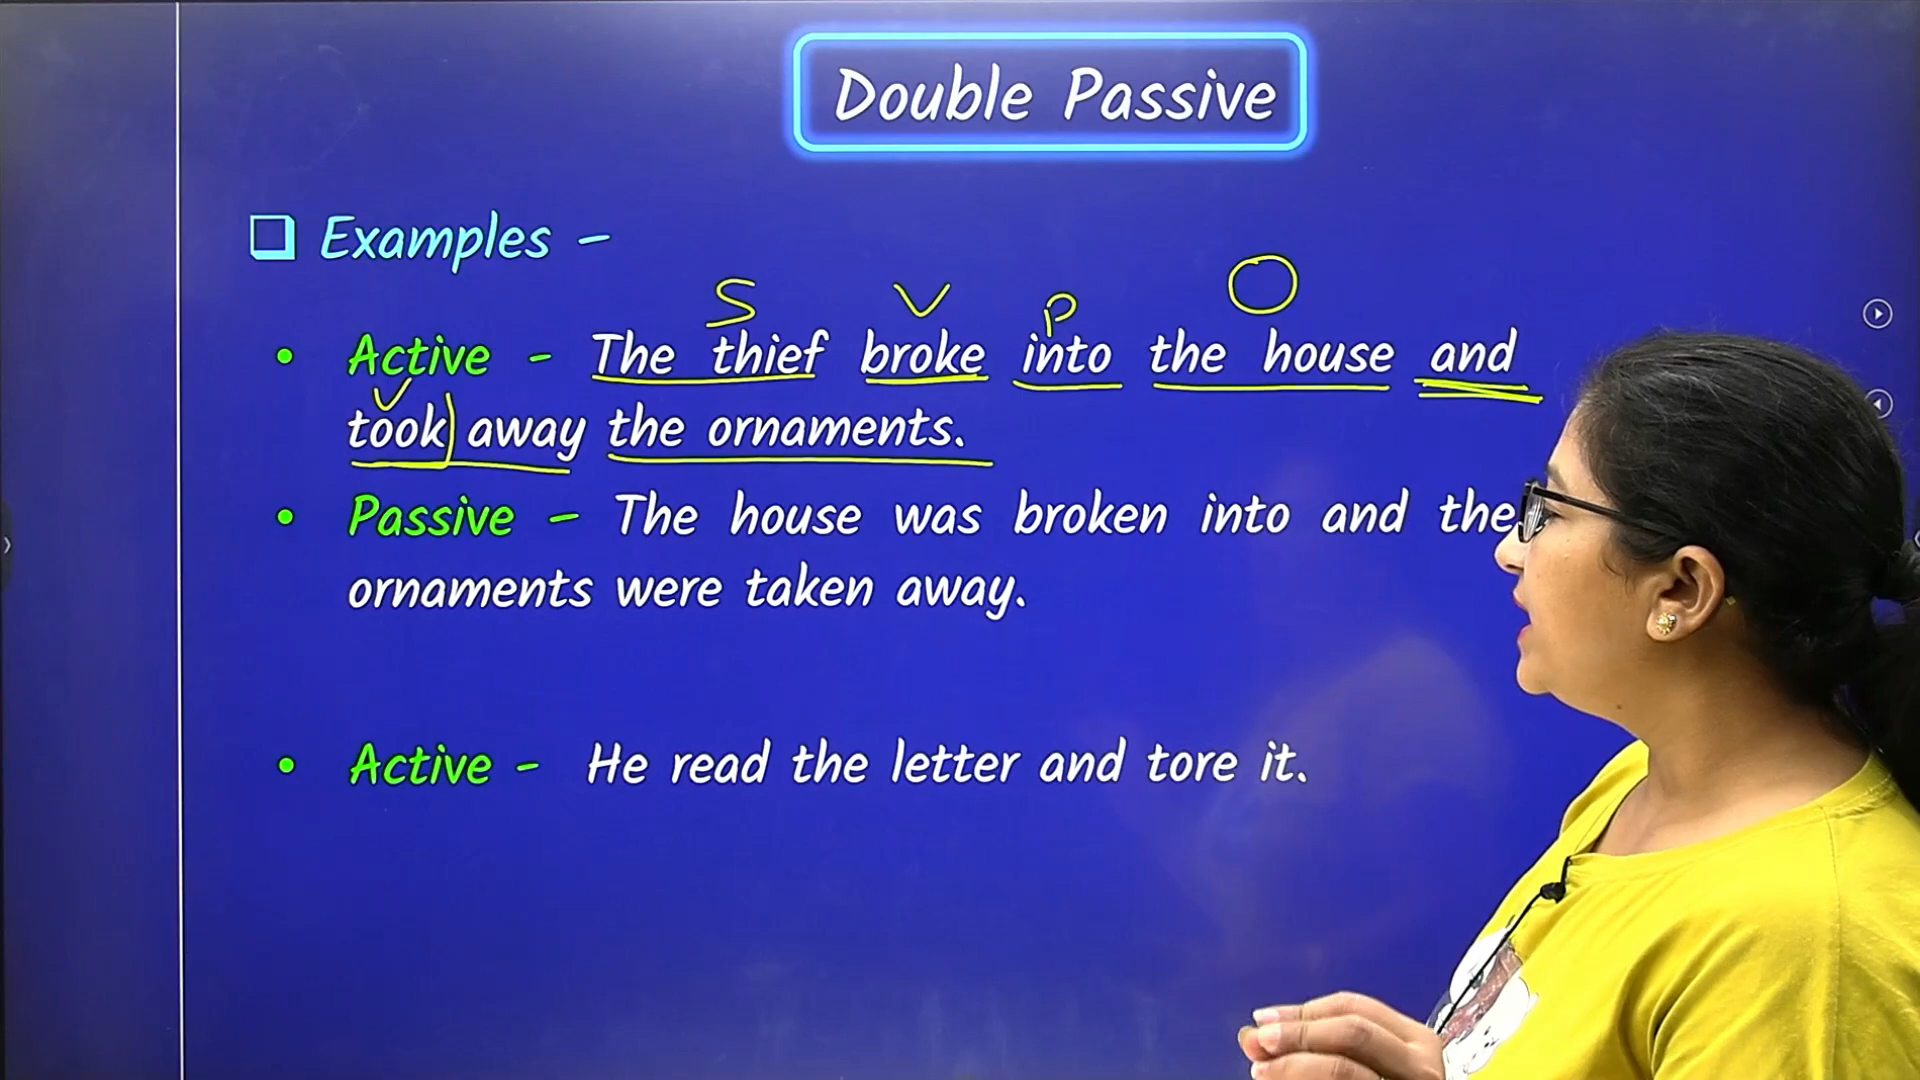 Double Passive
❑ Examples –
S V P O
• Active - The thief broke into the house and
took away the ornaments.
• Passive – The house was broken into and the
ornaments were taken away.
• Active - He read the letter and tore it.